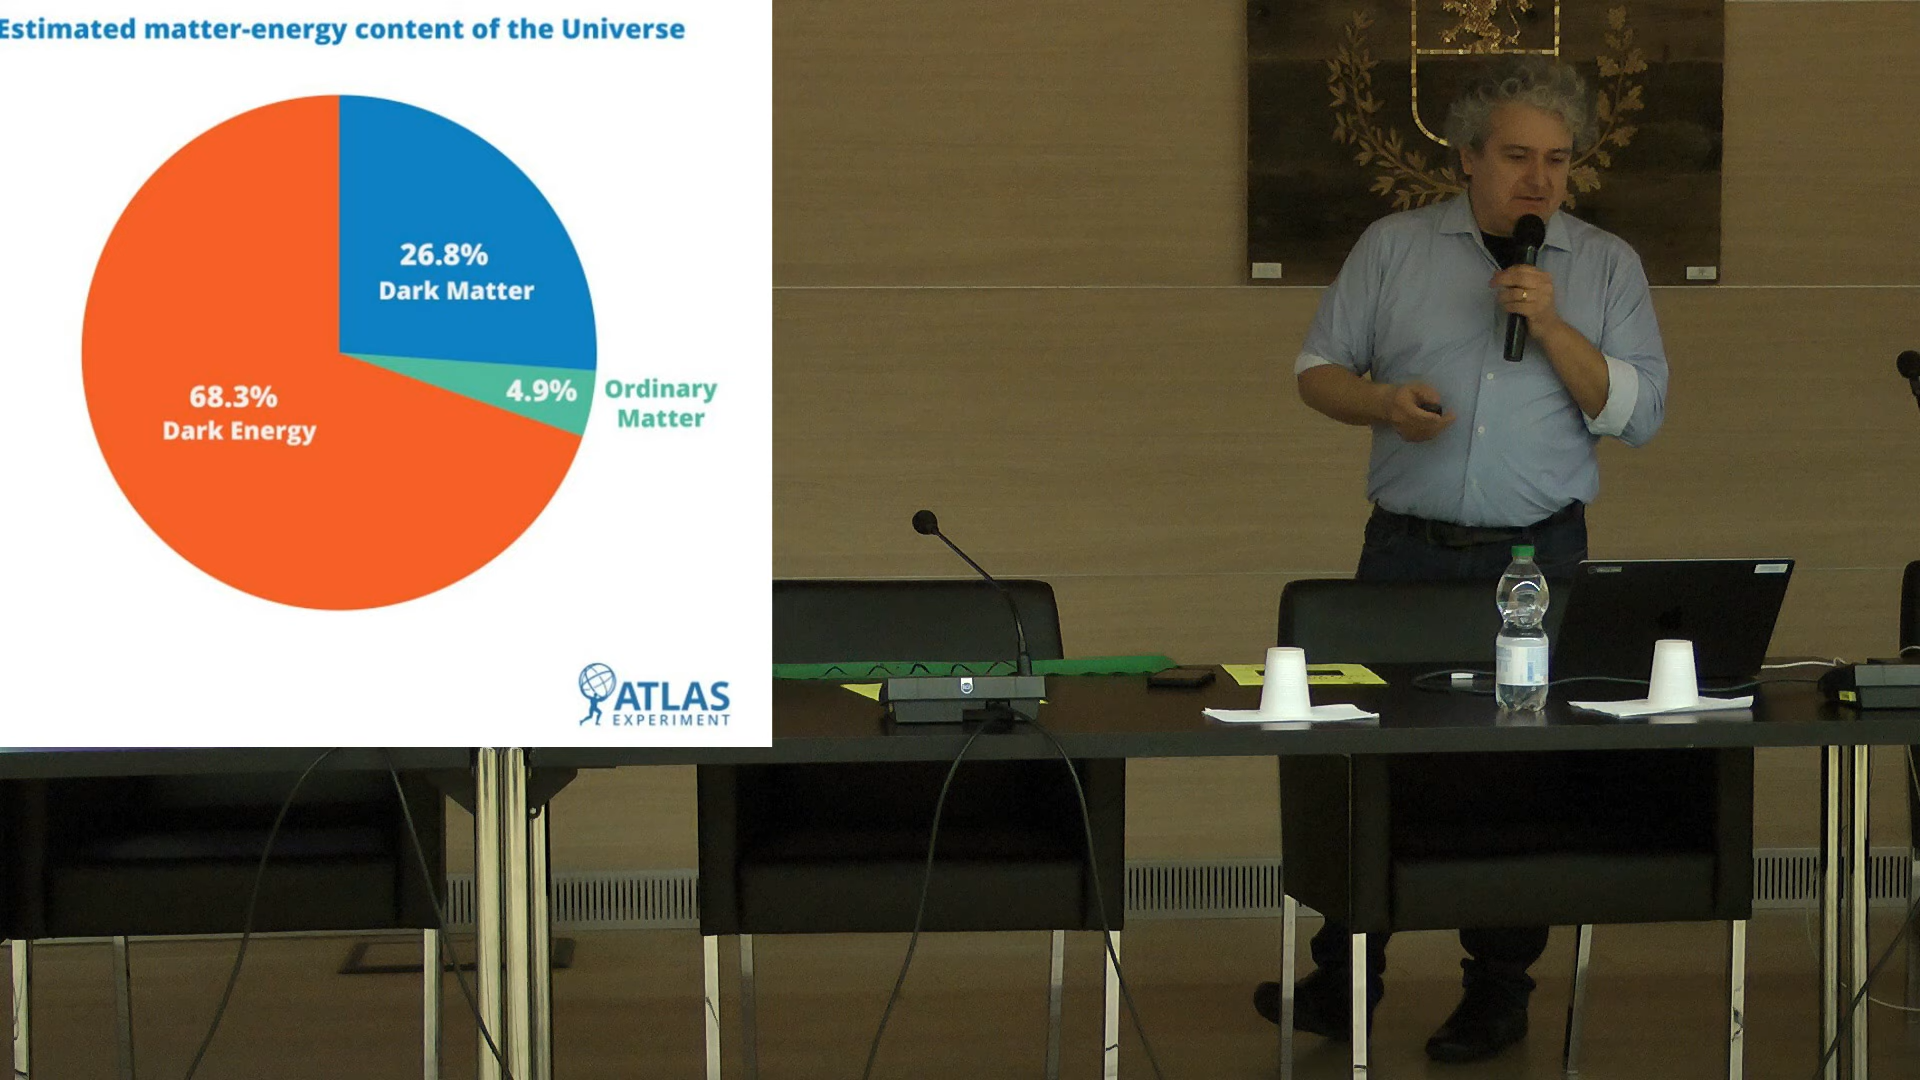 Estimated matter-energy content of the Universe
26.8%
Dark Matter
4.9%
Ordinary
Matter
68.3%
Dark Energy
ATLAS
EXPERIMENT